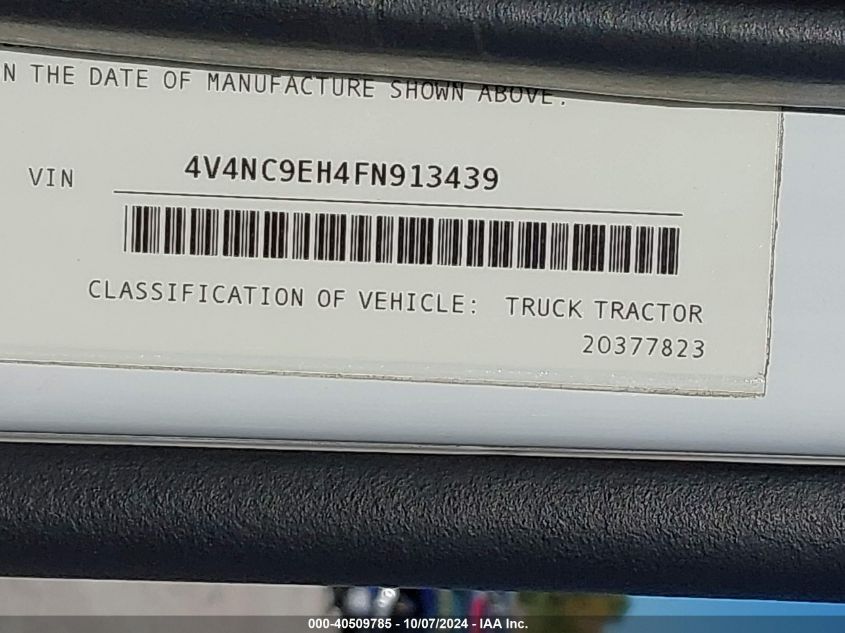 N THE DATE OF MANUFACTURE SHOWN ABOVE.
VIN 4V4NC9EH4FN913439
CLASSIFICATION OF VEHICLE: TRUCK TRACTOR
20377823
000-40509785 - 10/07/2024 - IAA Inc.